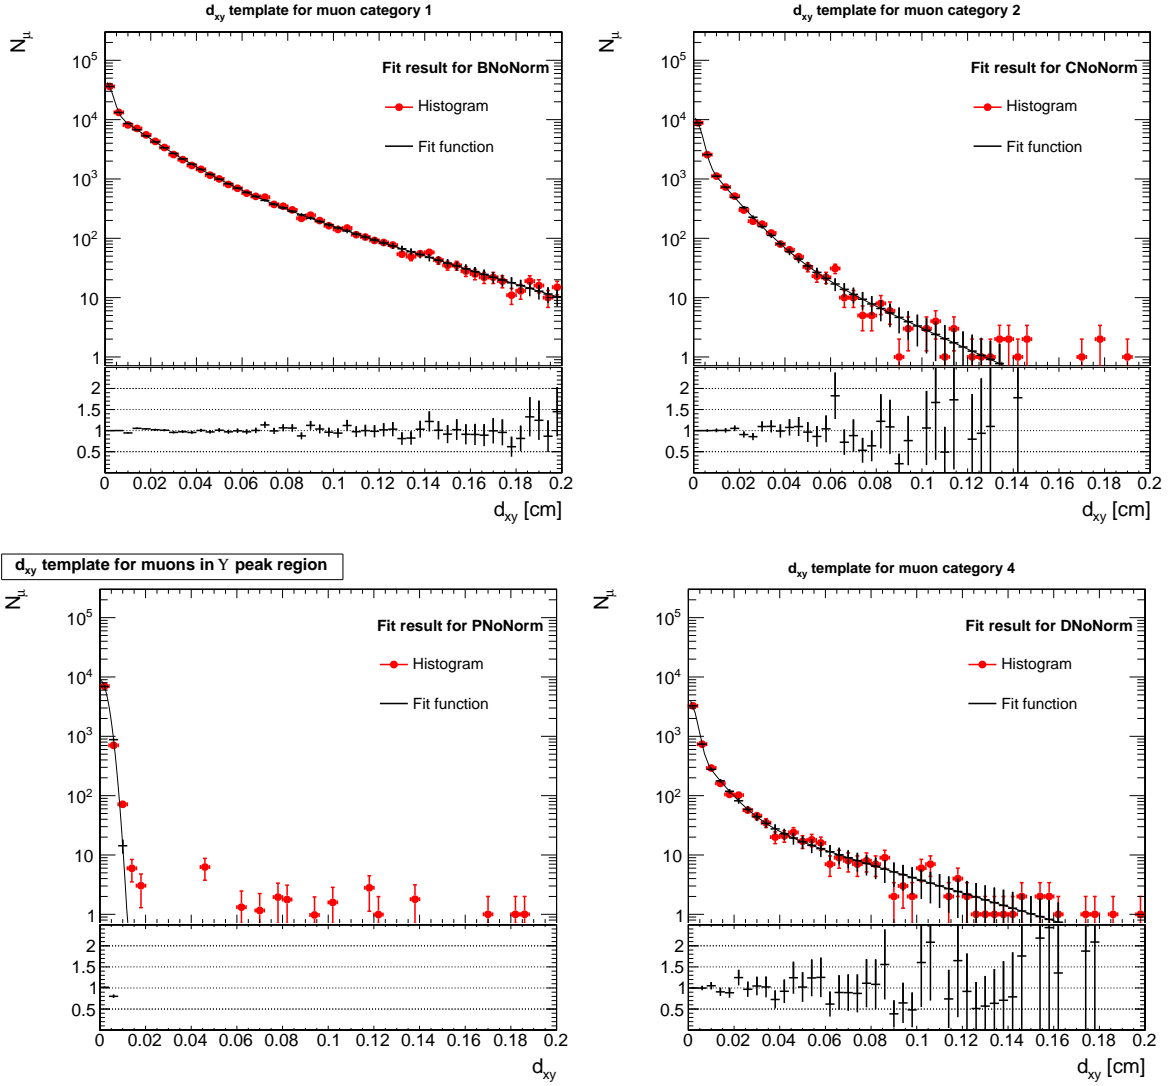 d_xy template for muon category 1
N_μ
10^5
10^4
10^3
10^2
10
1
Fit result for BNoNorm
Histogram
Fit function
2
1.5
1
0.5
0 0.02 0.04 0.06 0.08 0.1 0.12 0.14 0.16 0.18 0.2
d_xy [cm]
d_xy template for muon category 2
N_μ
10^5
10^4
10^3
10^2
10
1
Fit result for CNoNorm
Histogram
Fit function
2
1.5
1
0.5
0 0.02 0.04 0.06 0.08 0.1 0.12 0.14 0.16 0.18 0.2
d_xy [cm]
d_xy template for muons in ϒ peak region
N_μ
10^5
10^4
10^3
10^2
10
1
Fit result for PNoNorm
Histogram
Fit function
2
1.5
1
0.5
0 0.02 0.04 0.06 0.08 0.1 0.12 0.14 0.16 0.18 0.2
d_xy
d_xy template for muon category 4
N_μ
10^5
10^4
10^3
10^2
10
1
Fit result for DNoNorm
Histogram
Fit function
2
1.5
1
0.5
0 0.02 0.04 0.06 0.08 0.1 0.12 0.14 0.16 0.18 0.2
d_xy [cm]